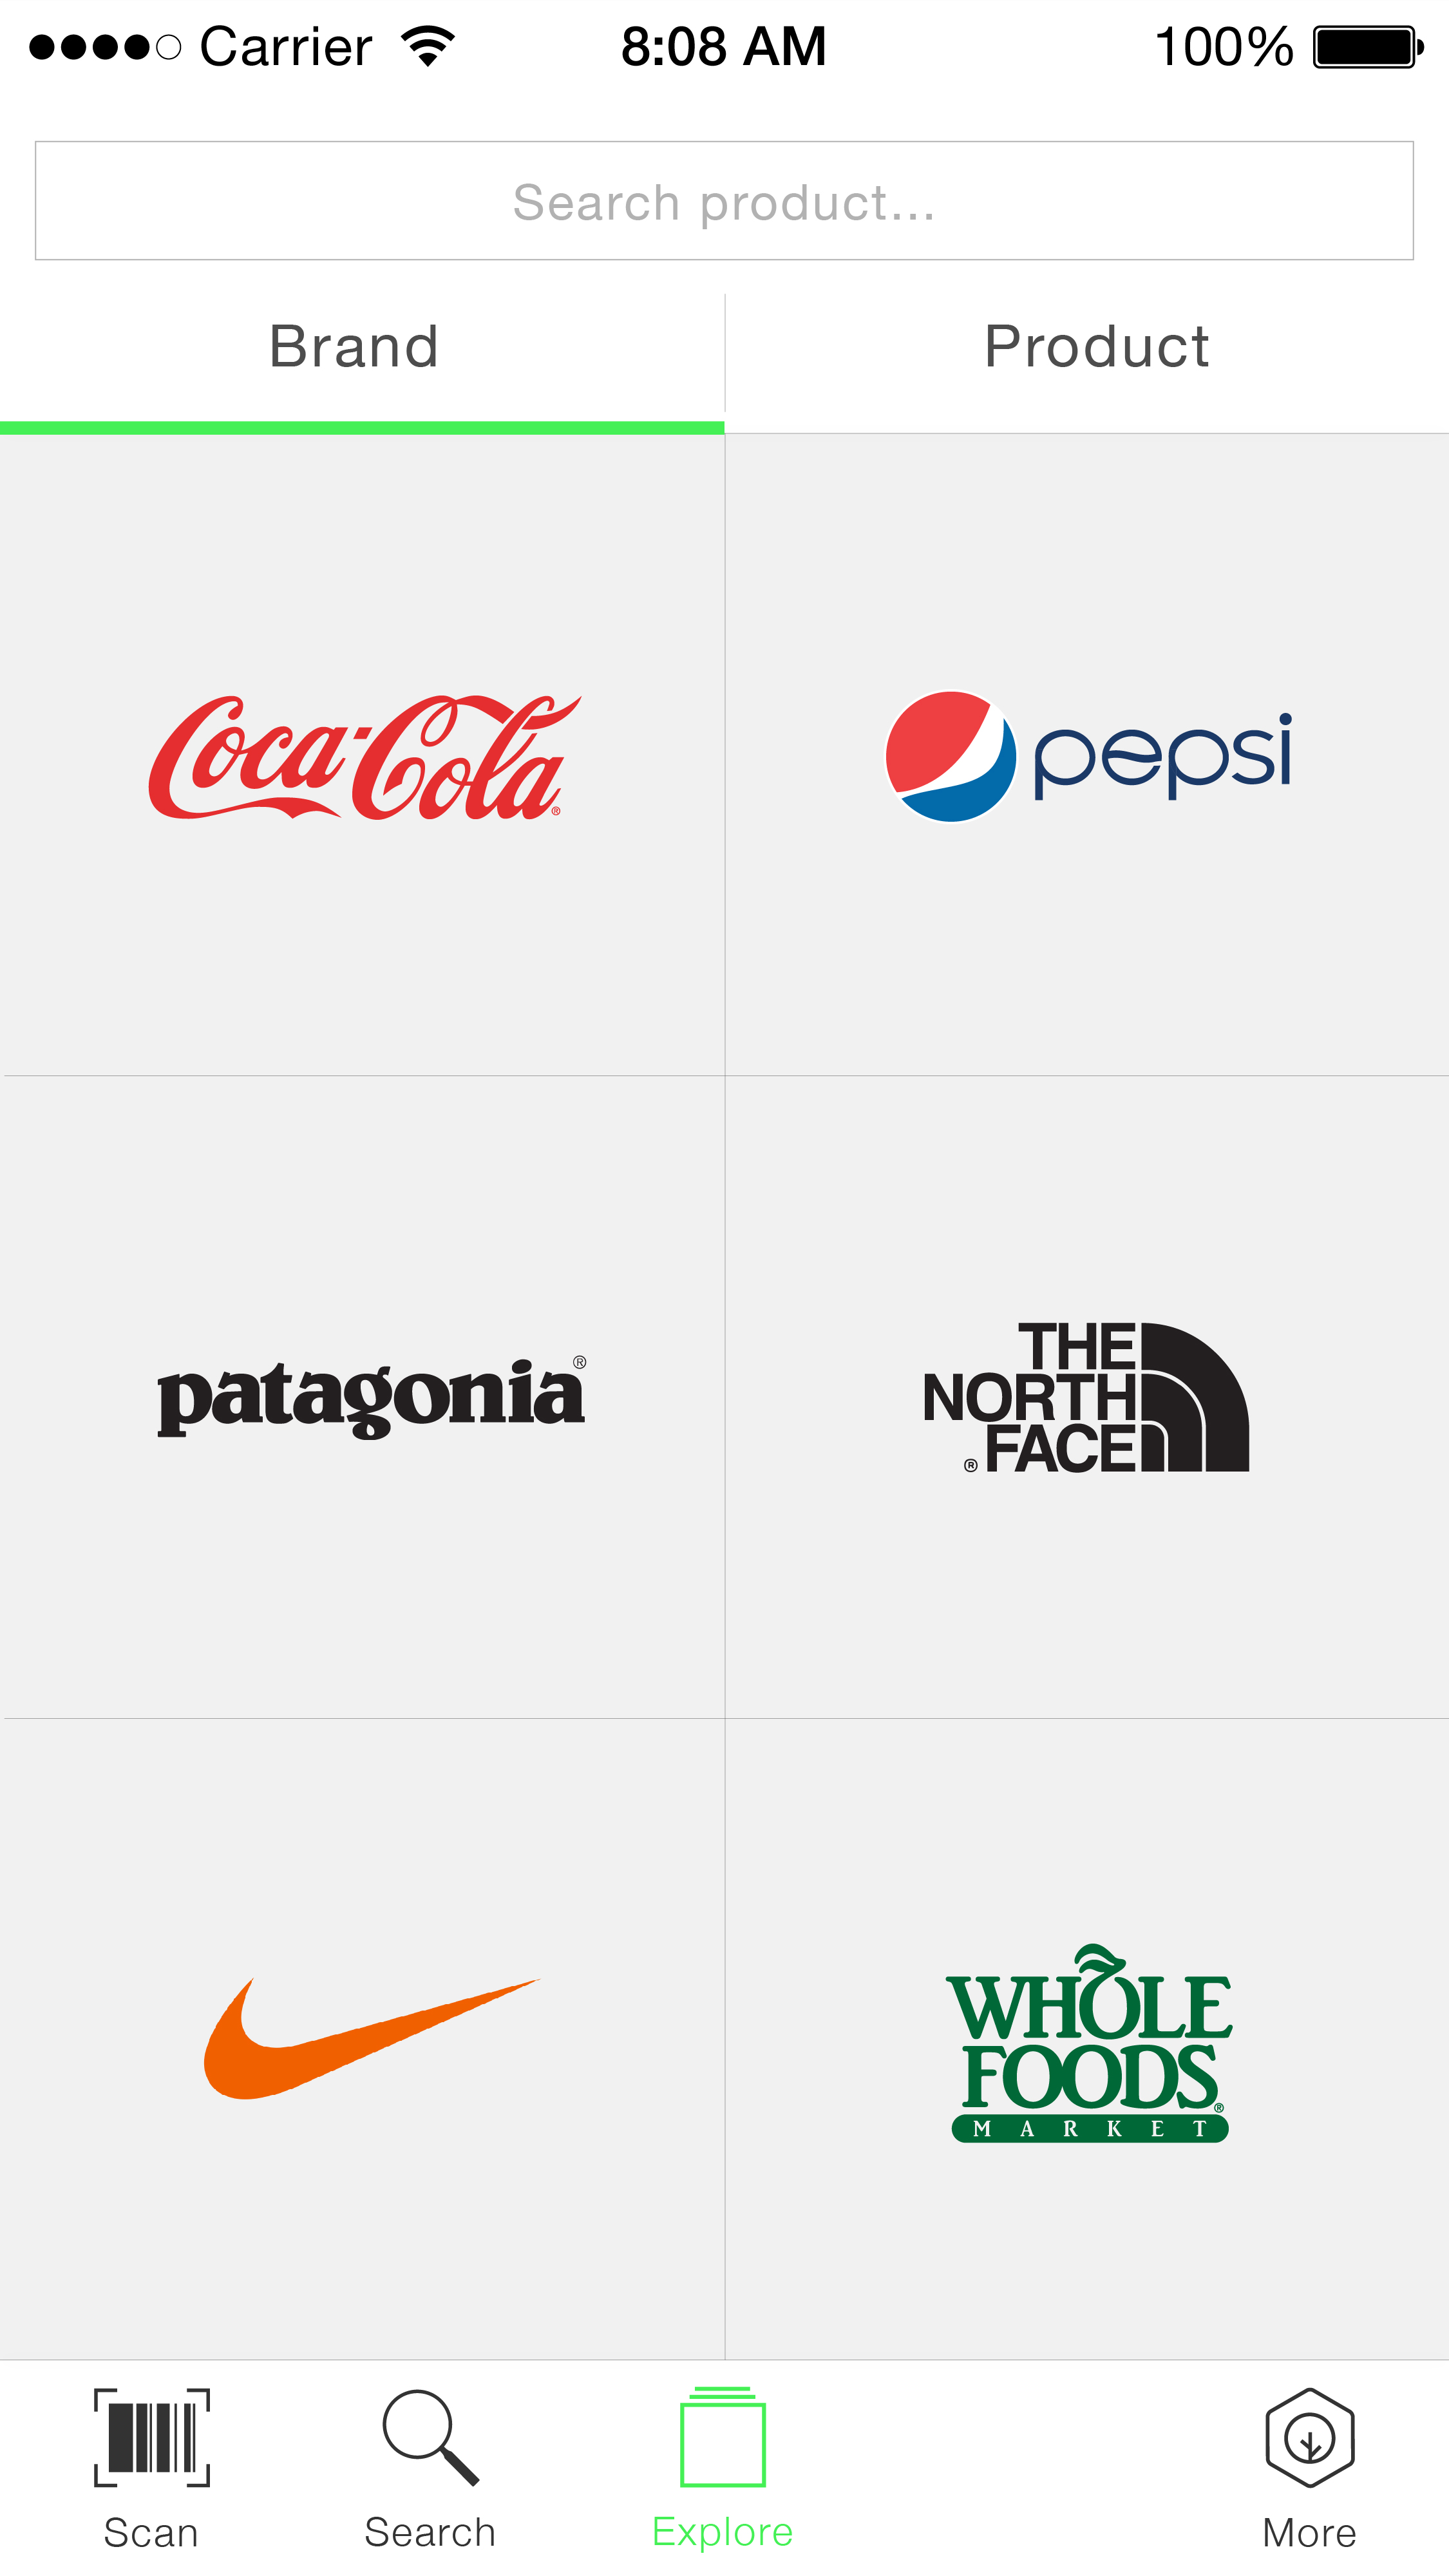 Carrier 8:08 AM 100%
Search product...
Brand Product
Coca-Cola®
pepsi
patagonia®
THE
NORTH
® FACE
WHOLE
FOODS®
MARKET
Scan Search Explore More